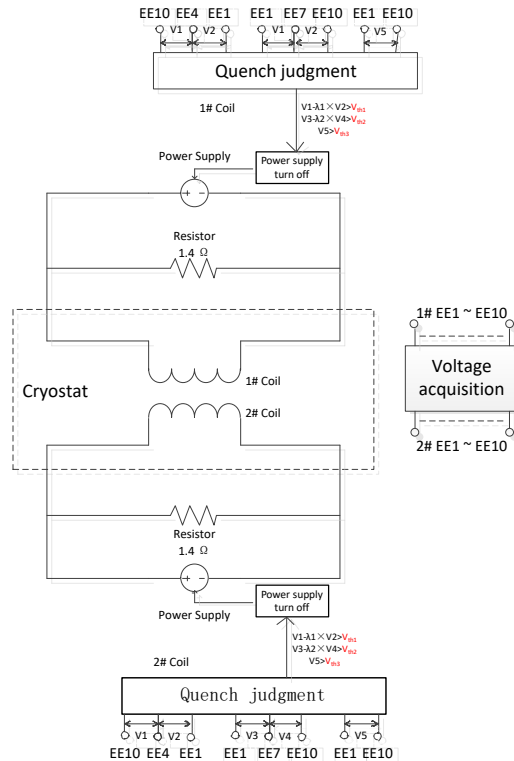 EE10 EE4 EE1 EE1 EE7 EE10 EE1 EE10
V1 V2 V1 V2 V5
Quench judgment
1# Coil
V1-λ1×V2>Vth1
V3-λ2×V4>Vth2
V5>Vth3
Power Supply
Power supply
turn off
+ -
Resistor
1.4 Ω
Cryostat
1# Coil
2# Coil
1# EE1 ~ EE10
Voltage
acquisition
2# EE1 ~ EE10
Resistor
1.4 Ω
+ -
Power Supply
Power supply
turn off
V1-λ1×V2>Vth1
V3-λ2×V4>Vth2
V5>Vth3
2# Coil
Quench judgment
V1 V2 V3 V4 V5
EE10 EE4 EE1 EE1 EE7 EE10 EE1 EE10